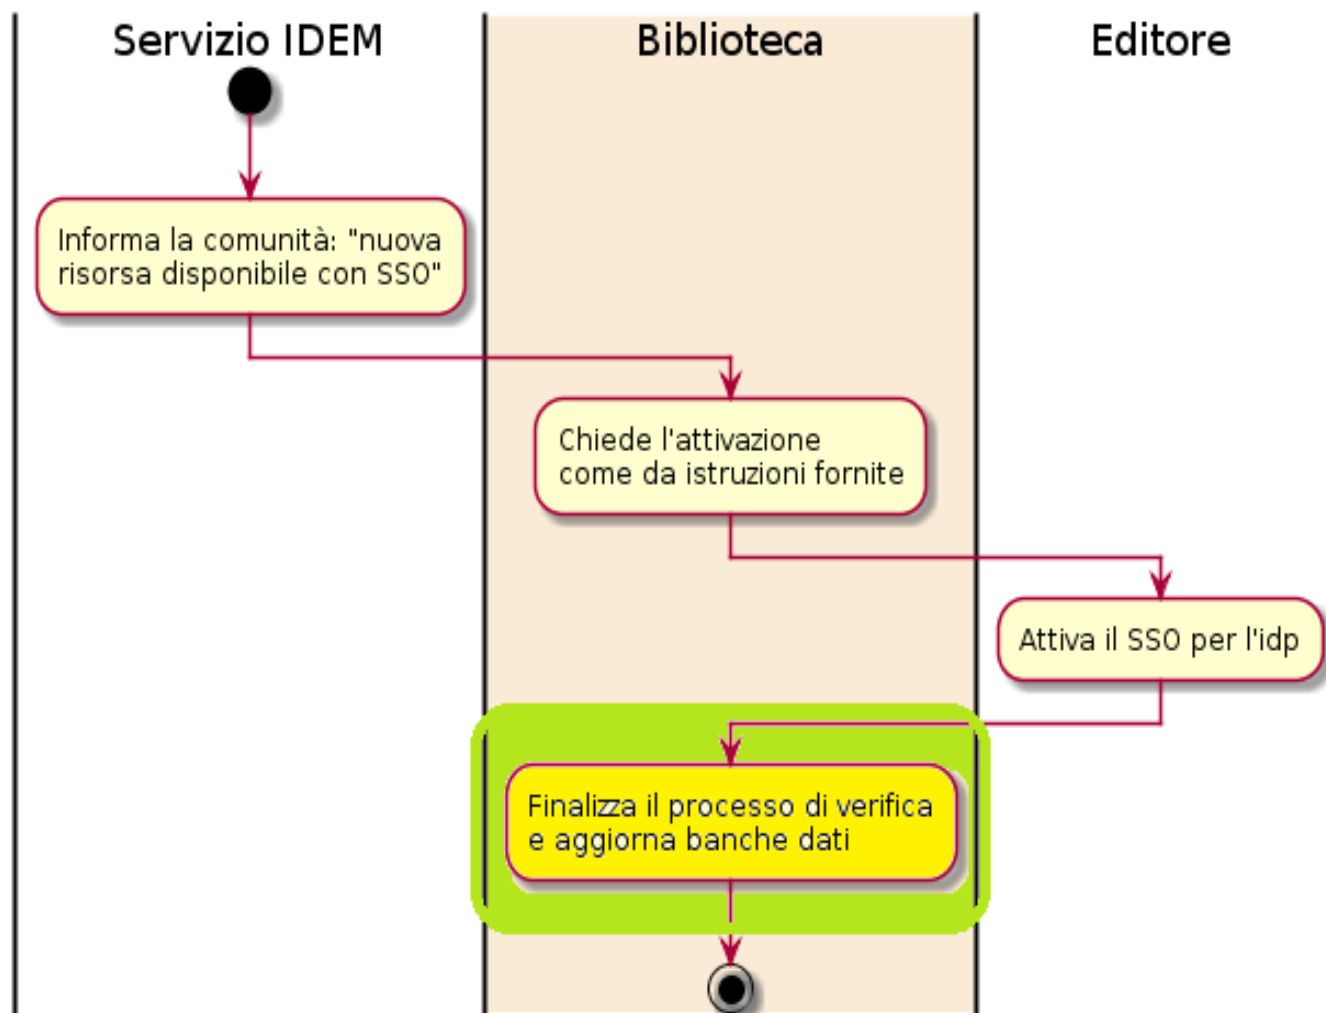 Servizio IDEM
Biblioteca
Editore
Informa la comunità: "nuova
risorsa disponibile con SSO"
Chiede l'attivazione
come da istruzioni fornite
Attiva il SSO per l'idp
Finalizza il processo di verifica
e aggiorna banche dati